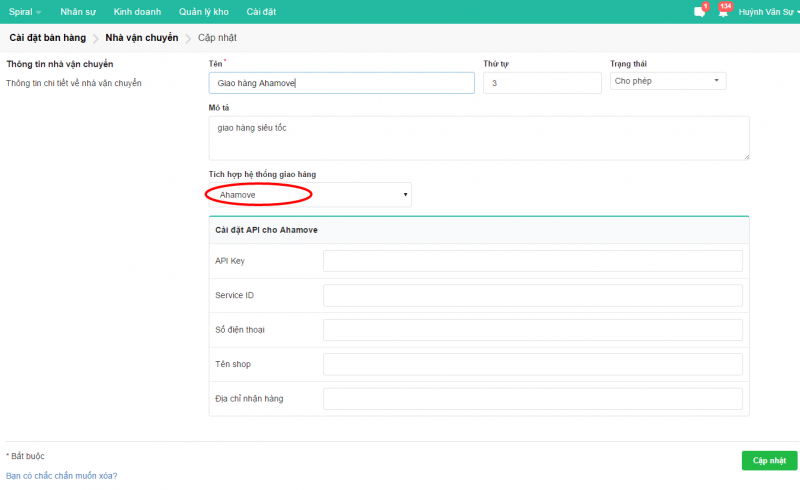 Spiral Nhân sự Kinh doanh Quản lý kho Cài đặt 1 134 Huỳnh Văn Sự
Cài đặt bán hàng Nhà vận chuyển Cập nhật
Thông tin nhà vận chuyển
Thông tin chi tiết về nhà vận chuyển
Tên * Thứ tự Trạng thái
Giao hàng Ahamove 3 Cho phép
Mô tả
giao hàng siêu tốc
Tích hợp hệ thống giao hàng
Ahamove
Cài đặt API cho Ahamove
API Key
Service ID
Số điện thoại
Tên shop
Địa chỉ nhận hàng
* Bắt buộc
Cập nhật
Bạn có chắc chắn muốn xóa?